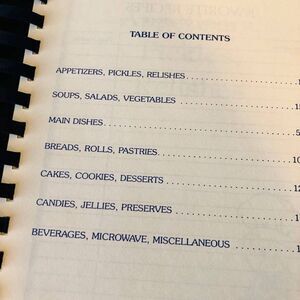 TABLE OF CONTENTS
APPETIZERS, PICKLES, RELISHES
SOUPS, SALADS, VEGETABLES
MAIN DISHES
BREADS, ROLLS, PASTRIES
CAKES, COOKIES, DESSERTS
CANDIES, JELLIES, PRESERVES
BEVERAGES, MICROWAVE, MISCELLANEOUS